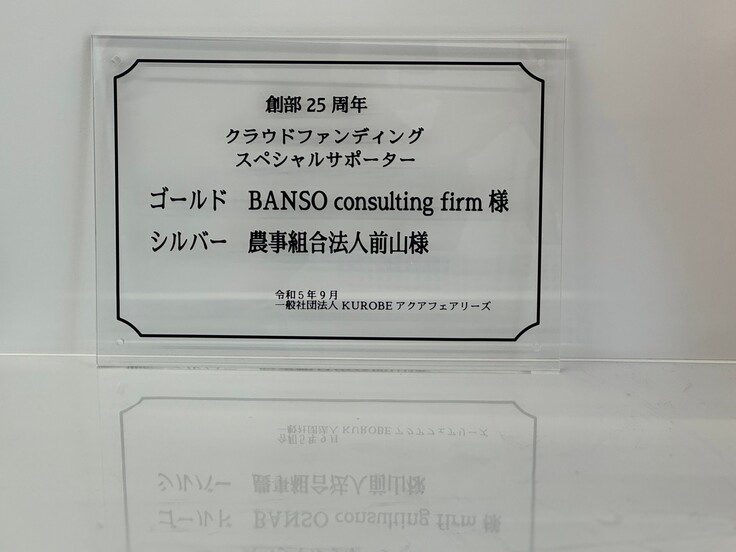 創部25周年
クラウドファンディング
スペシャルサポーター
ゴールド BANSO consulting firm 様
シルバー 農事組合法人前山様
令和5年9月
一般社団法人 KUROBE アクアフェアリーズ